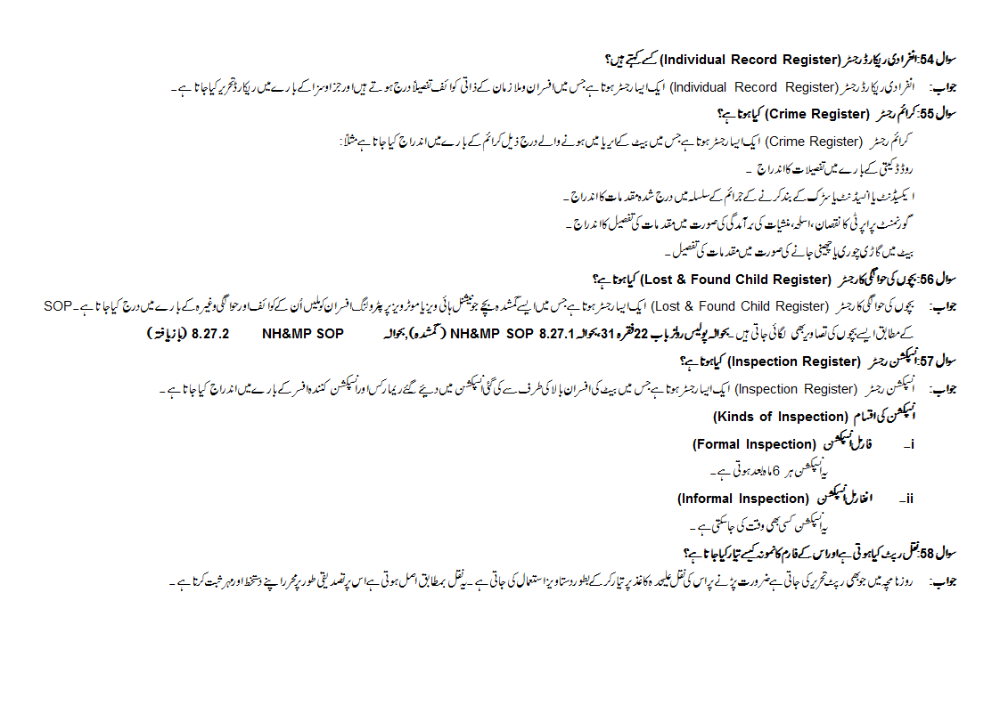 سوال 54: انفرادی ریکارڈ رجسٹر (Individual Record Register) کسے کہتے ہیں؟
جواب: انفرادی ریکارڈ رجسٹر (Individual Record Register) ایک ایسا رجسٹر ہوتا ہے جس میں افسران و ملازمان کے ذاتی کوائف تفصیلاً درج ہوتے ہیں اور جزا و سزا کے بارے میں ریکارڈ تحریر کیا جاتا ہے۔
سوال 55: کرائم رجسٹر (Crime Register) کیا ہوتا ہے؟
کرائم رجسٹر (Crime Register) ایک ایسا رجسٹر ہوتا ہے جس میں بیٹ کے ایریا میں ہونے والے درج ذیل کرائم کے بارے میں اندراج کیا جاتا ہے مثلاً:
روڈ ڈکیتی کے بارے میں تفصیلات کا اندراج ۔
ایکسیڈنٹ یا انسیڈنٹ یا سڑک کے بند کرنے کے جرائم کے سلسلہ میں درج شدہ مقدمات کا اندراج ۔
گورنمنٹ پراپرٹی کا نقصان، اسلحہ، منشیات کی برآمدگی کی صورت میں مقدمات کی تفصیل کا اندراج ۔
بیٹ میں گاڑی چوری یا چھینی جانے کی صورت میں مقدمات کی تفصیل ۔
سوال 56: بچوں کی حوالگی کا رجسٹر (Lost & Found Child Register) کیا ہوتا ہے؟
جواب: بچوں کی حوالگی کا رجسٹر (Lost & Found Child Register) ایک ایسا رجسٹر ہوتا ہے جس میں ایسے گمشدہ بچے جو نیشنل ہائی ویز یا موٹر ویز پر پٹرولنگ افسران کو ملیں اُن کے کوائف اور حوالگی وغیرہ کے بارے میں درج کیا جاتا ہے۔ SOP
کے مطابق ایسے بچوں کی تصاویر بھی لگائی جاتی ہیں۔ بحوالہ پولیس رولز باب 22 فقرہ 31، بحوالہ NH&MP SOP 8.27.1 (گمشدہ)، بحوالہ NH&MP SOP 8.27.2 (بازیافتہ)
سوال 57: انسپکشن رجسٹر (Inspection Register) کیا ہوتا ہے؟
جواب: انسپکشن رجسٹر (Inspection Register) ایک ایسا رجسٹر ہوتا ہے جس میں بیٹ کی افسران بالا کی طرف سے کی گئی انسپکشن میں دیئے گئے ریمارکس اور انسپکشن کنندہ افسر کے بارے میں اندراج کیا جاتا ہے ۔
انسپکشن کی اقسام (Kinds of Inspection)
i۔ فارمل انسپکشن (Formal Inspection)
یہ انسپکشن ہر 6 ماہ بعد ہوتی ہے ۔
ii۔ انفارمل انسپکشن (Informal Inspection)
یہ انسپکشن کسی بھی وقت کی جاسکتی ہے ۔
سوال 58: نقل رپٹ کیا ہوتی ہے اور اس کے فارم کا نمونہ کیسے تیار کیا جاتا ہے؟
جواب: روزنامچہ میں جو بھی رپٹ تحریر کی جاتی ہے ضرورت پڑنے پر اس کی نقل علیحدہ کاغذ پر تیار کر کے بطور دستاویز استعمال کی جاتی ہے ۔ یہ نقل بمطابق اصل ہوتی ہے اس پر تصدیقی طور پر محرر اپنے دستخط اور مہر ثبت کرتا ہے ۔